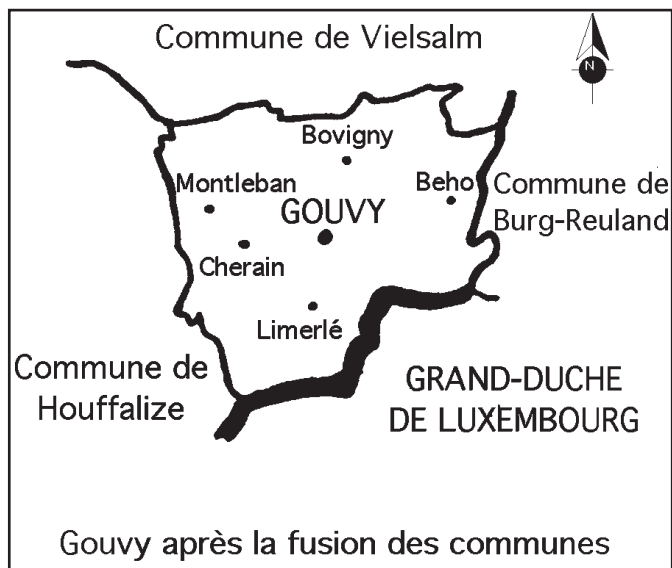 Commune de Vielsalm
N
Bovigny
Montleban
Beho
Commune de
Burg-Reuland
GOUVY
Cherain
Limerlé
Commune de
Houffalize
GRAND-DUCHE
DE LUXEMBOURG
Gouvy après la fusion des communes